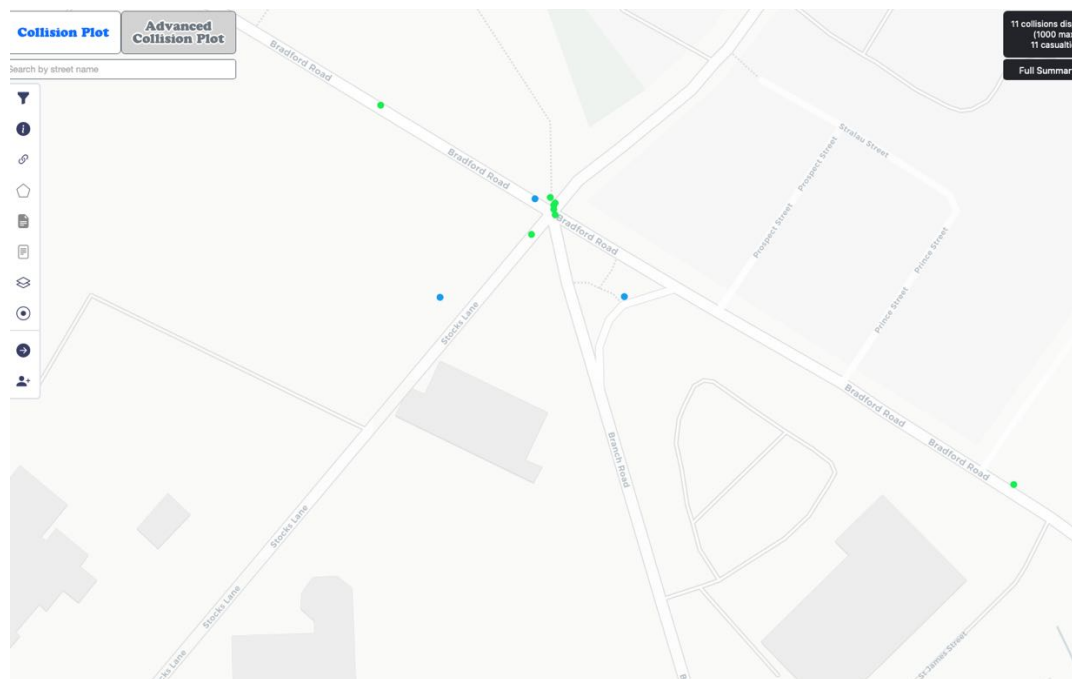 Collision Plot
Advanced
Collision Plot
11 collisions dis
(1000 max
11 casualti
Full Summar
Search by street name
Bradford Road
Bradford Road
Bradford Road
Stralau Street
Prospect Street
Prospect Street
Prince Street
Prince Street
Stocks Lane
Bradford Road
Bradford Road
Branch Road
Stocks Lane
Stocks Lane
cks Lane
St James Street
B